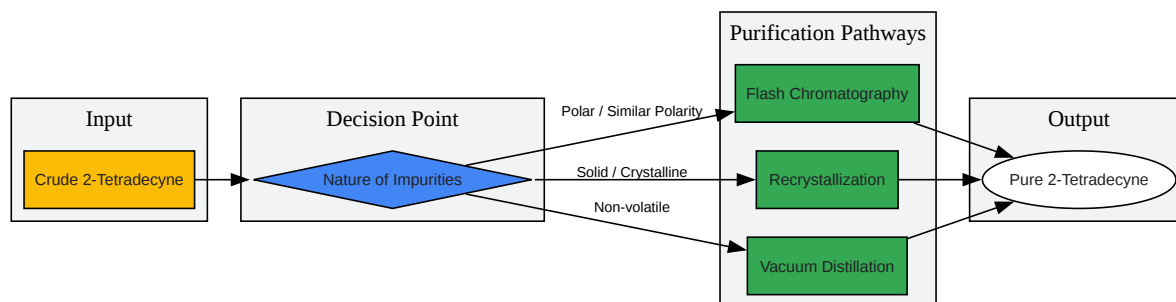 Input
Crude 2-Tetradecyne
Decision Point
Nature of Impurities
Polar / Similar Polarity
Solid / Crystalline
Non-volatile
Purification Pathways
Flash Chromatography
Recrystallization
Vacuum Distillation
Output
Pure 2-Tetradecyne